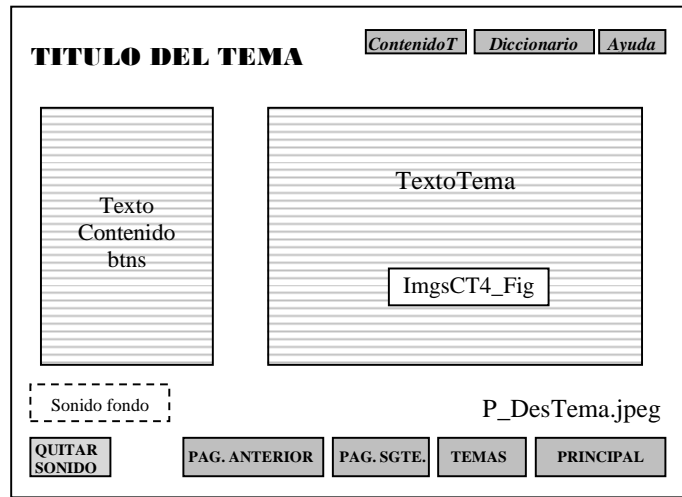 TITULO DEL TEMA
ContenidoT
Diccionario
Ayuda
Texto
Contenido
btns
TextoTema
ImgsCT4_Fig
Sonido fondo
P_DesTema.jpeg
QUITAR
SONIDO
PAG. ANTERIOR
PAG. SGTE.
TEMAS
PRINCIPAL